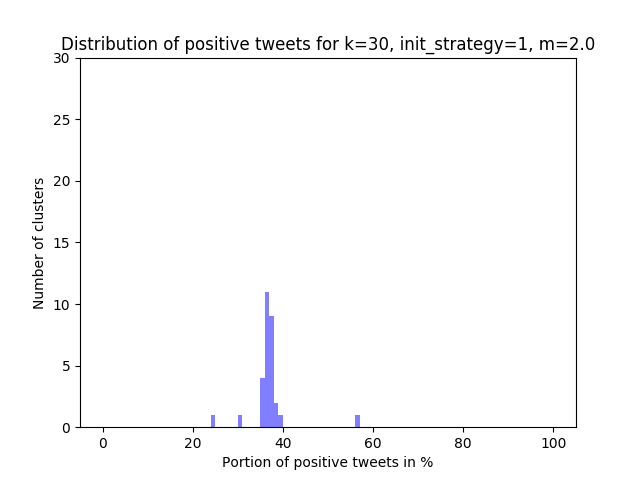 Distribution of positive tweets for k=30, init_strategy=1, m=2.0
30
25
20
15
10
5
0
Number of clusters
0 20 40 60 80 100
Portion of positive tweets in %